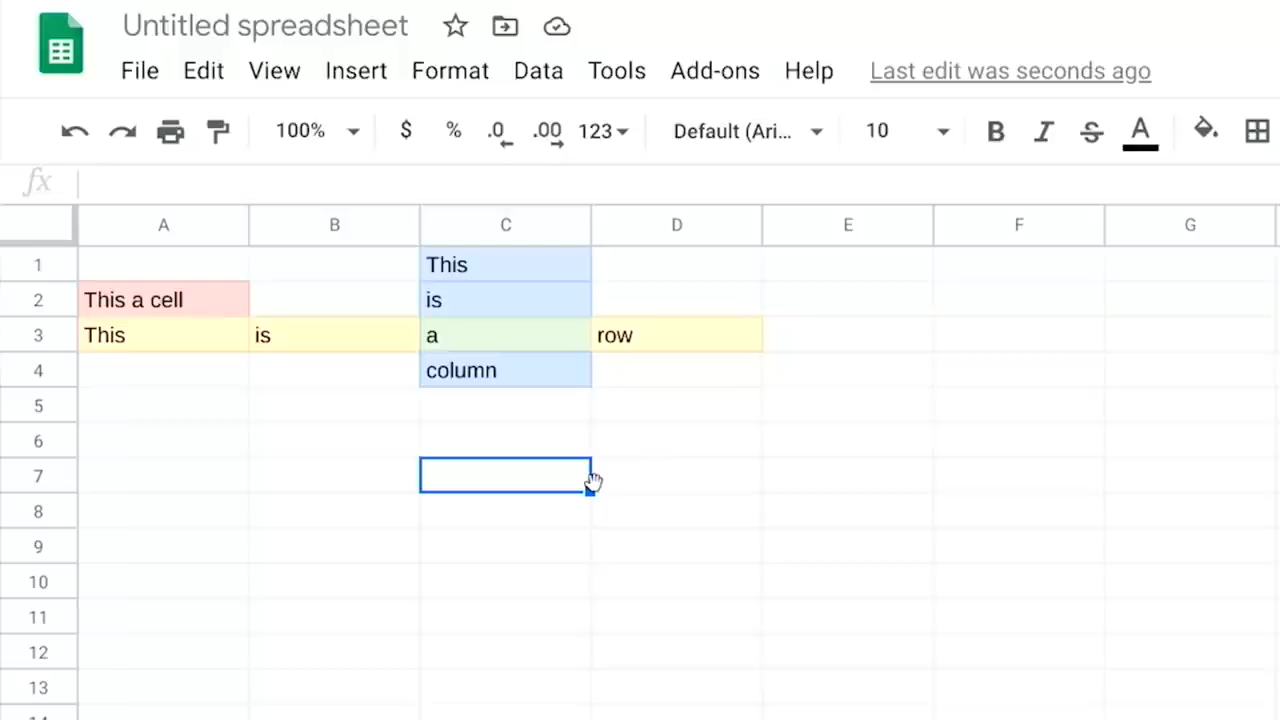 Untitled spreadsheet
File Edit View Insert Format Data Tools Add-ons Help Last edit was seconds ago
100% $ % .0 .00 123 Default (Ari... 10 B I S A
fx
A B C D E F G
1 This
2 This a cell is
3 This is a row
4 column
5
6
7
8
9
10
11
12
13
14